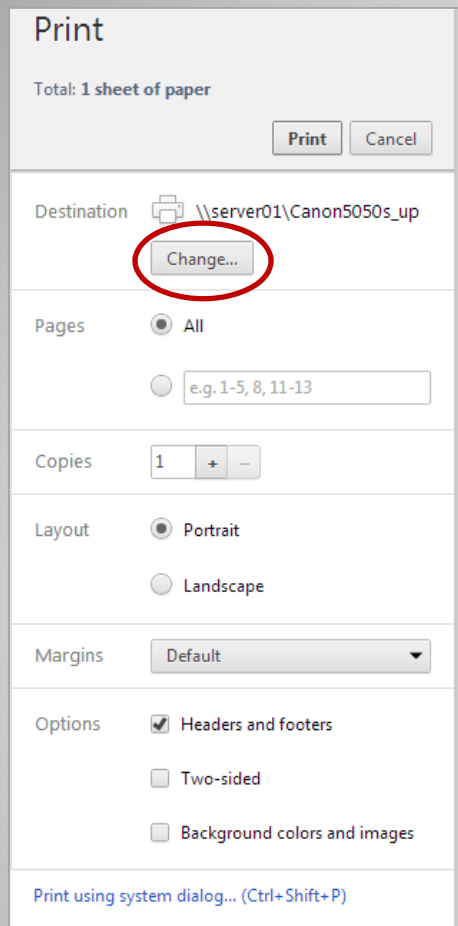 Print
Total: 1 sheet of paper
Print Cancel
Destination \\server01\Canon5050s_up
Change...
Pages All
e.g. 1-5, 8, 11-13
Copies 1 + –
Layout Portrait
Landscape
Margins Default
Options Headers and footers
Two-sided
Background colors and images
Print using system dialog... (Ctrl+Shift+P)